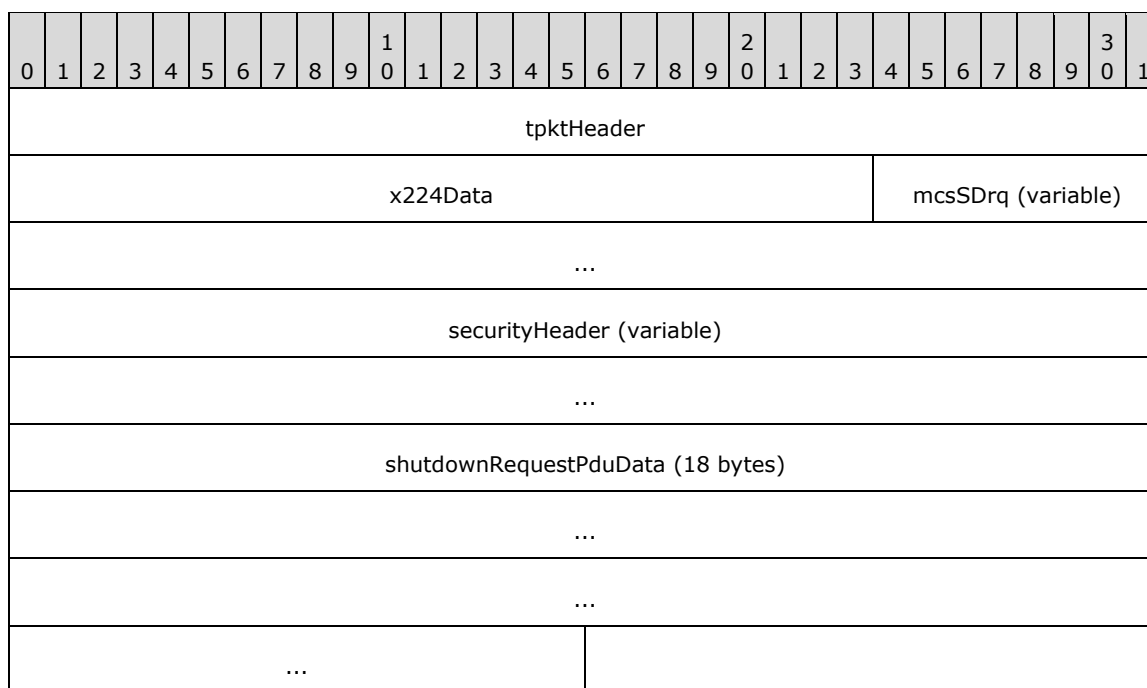 1 2 3
0 1 2 3 4 5 6 7 8 9 0 1 2 3 4 5 6 7 8 9 0 1 2 3 4 5 6 7 8 9 0 1
tpktHeader
x224Data mcsSDrq (variable)
...
securityHeader (variable)
...
shutdownRequestPduData (18 bytes)
...
...
...